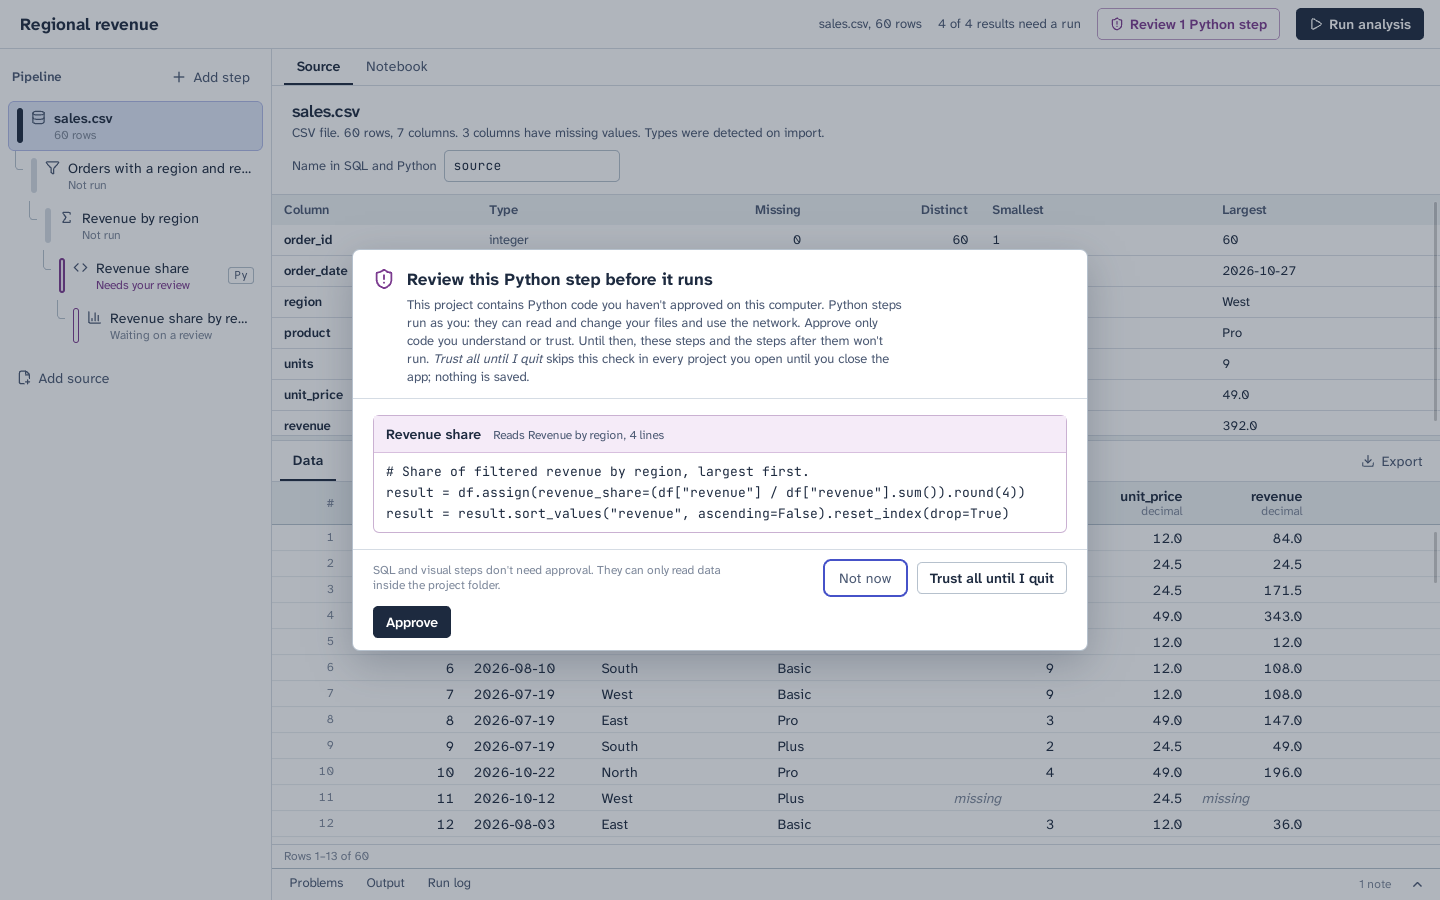 Regional revenue
sales.csv, 60 rows
4 of 4 results need a run
Review 1 Python step
Run analysis
Pipeline
Add step
sales.csv
60 rows
Orders with a region and re...
Not run
Revenue by region
Not run
Revenue share
Needs your review
Py
Revenue share by re...
Waiting on a review
Add source
Source
Notebook
sales.csv
CSV file. 60 rows, 7 columns. 3 columns have missing values. Types were detected on import.
Name in SQL and Python
source
Column Type Missing Distinct Smallest Largest
order_id integer 0 60 1 60
order_date 2026-10-27
region West
product Pro
units 9
unit_price 49.0
revenue 392.0
Review this Python step before it runs
This project contains Python code you haven't approved on this computer. Python steps
run as you: they can read and change your files and use the network. Approve only
code you understand or trust. Until then, these steps and the steps after them won't
run. Trust all until I quit skips this check in every project you open until you close the
app; nothing is saved.
Revenue share Reads Revenue by region, 4 lines
# Share of filtered revenue by region, largest first.
result = df.assign(revenue_share=(df["revenue"] / df["revenue"].sum()).round(4))
result = result.sort_values("revenue", ascending=False).reset_index(drop=True)
SQL and visual steps don't need approval. They can only read data
inside the project folder.
Not now
Trust all until I quit
Approve
Data
Export
# unit_price revenue
decimal decimal
1 12.0 84.0
2 24.5 24.5
3 24.5 171.5
4 49.0 343.0
5 12.0 12.0
6 6 2026-08-10 South Basic 9 12.0 108.0
7 7 2026-07-19 West Basic 9 12.0 108.0
8 8 2026-07-19 East Pro 3 49.0 147.0
9 9 2026-07-19 South Plus 2 24.5 49.0
10 10 2026-10-22 North Pro 4 49.0 196.0
11 11 2026-10-12 West Plus missing 24.5 missing
12 12 2026-08-03 East Basic 3 12.0 36.0
Rows 1–13 of 60
Problems
Output
Run log
1 note